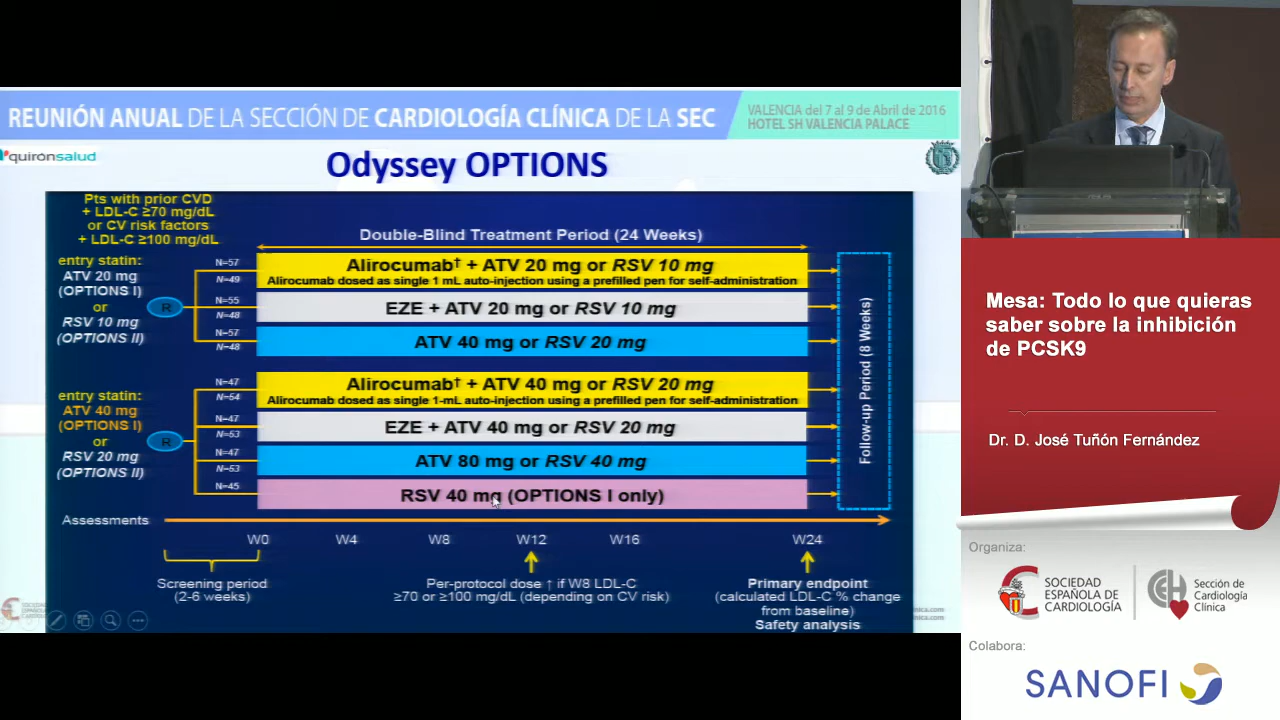 REUNIÓN ANUAL DE LA SECCIÓN DE CARDIOLOGÍA CLÍNICA DE LA SEC
VALENCIA del 7 al 9 de Abril de 2016
HOTEL SH VALENCIA PALACE
quirónsalud
Odyssey OPTIONS
Pts with prior CVD
+ LDL-C ≥70 mg/dL
or CV risk factors
+ LDL-C ≥100 mg/dL
Double-Blind Treatment Period (24 Weeks)
entry statin:
ATV 20 mg
(OPTIONS I)
or
RSV 10 mg
(OPTIONS II)
R
N=57
N=49
Alirocumab† + ATV 20 mg or RSV 10 mg
Alirocumab dosed as single 1 mL auto-injection using a prefilled pen for self-administration
N=55
N=48
EZE + ATV 20 mg or RSV 10 mg
N=57
N=48
ATV 40 mg or RSV 20 mg
entry statin:
ATV 40 mg
(OPTIONS I)
or
RSV 20 mg
(OPTIONS II)
R
N=47
N=54
Alirocumab† + ATV 40 mg or RSV 20 mg
Alirocumab dosed as single 1-mL auto-injection using a prefilled pen for self-administration
N=47
N=53
EZE + ATV 40 mg or RSV 20 mg
N=47
N=53
ATV 80 mg or RSV 40 mg
N=45
RSV 40 mg (OPTIONS I only)
Follow-up Period (8 Weeks)
Assessments
W0 W4 W8 W12 W16 W24
Screening period
(2-6 weeks)
Per-protocol dose ↑ if W8 LDL-C
≥70 or ≥100 mg/dL (depending on CV risk)
Primary endpoint
(calculated LDL-C % change
from baseline)
Safety analysis
Mesa: Todo lo que quieras
saber sobre la inhibición
de PCSK9
Dr. D. José Tuñón Fernández
Organiza:
SOCIEDAD
ESPAÑOLA DE
CARDIOLOGÍA
Sección de
Cardiología
Clínica
Colabora:
SANOFI